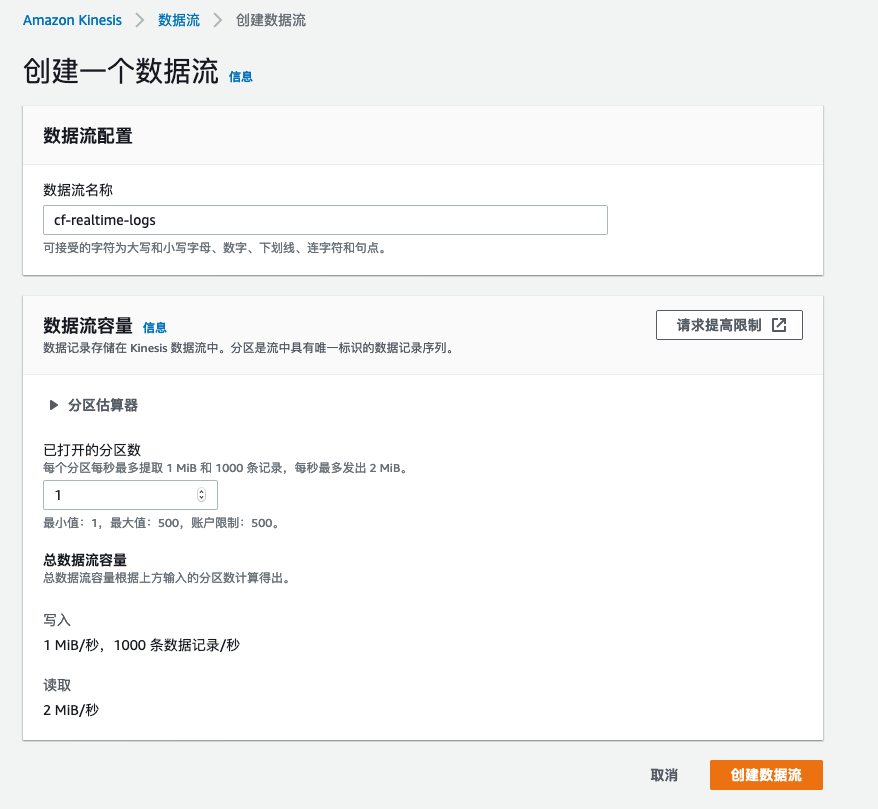 Amazon Kinesis > 数据流 > 创建数据流
创建一个数据流 信息
数据流配置
数据流名称
cf-realtime-logs
可接受的字符为大写和小写字母、数字、下划线、连字符和句点。
数据流容量 信息
请求提高限制
数据记录存储在 Kinesis 数据流中。分区是流中具有唯一标识的数据记录序列。
分区估算器
已打开的分区数
每个分区每秒最多提取 1 MiB 和 1000 条记录，每秒最多发出 2 MiB。
1
最小值：1，最大值：500，账户限制：500。
总数据流容量
总数据流容量根据上方输入的分区数计算得出。
写入
1 MiB/秒，1000 条数据记录/秒
读取
2 MiB/秒
取消 创建数据流